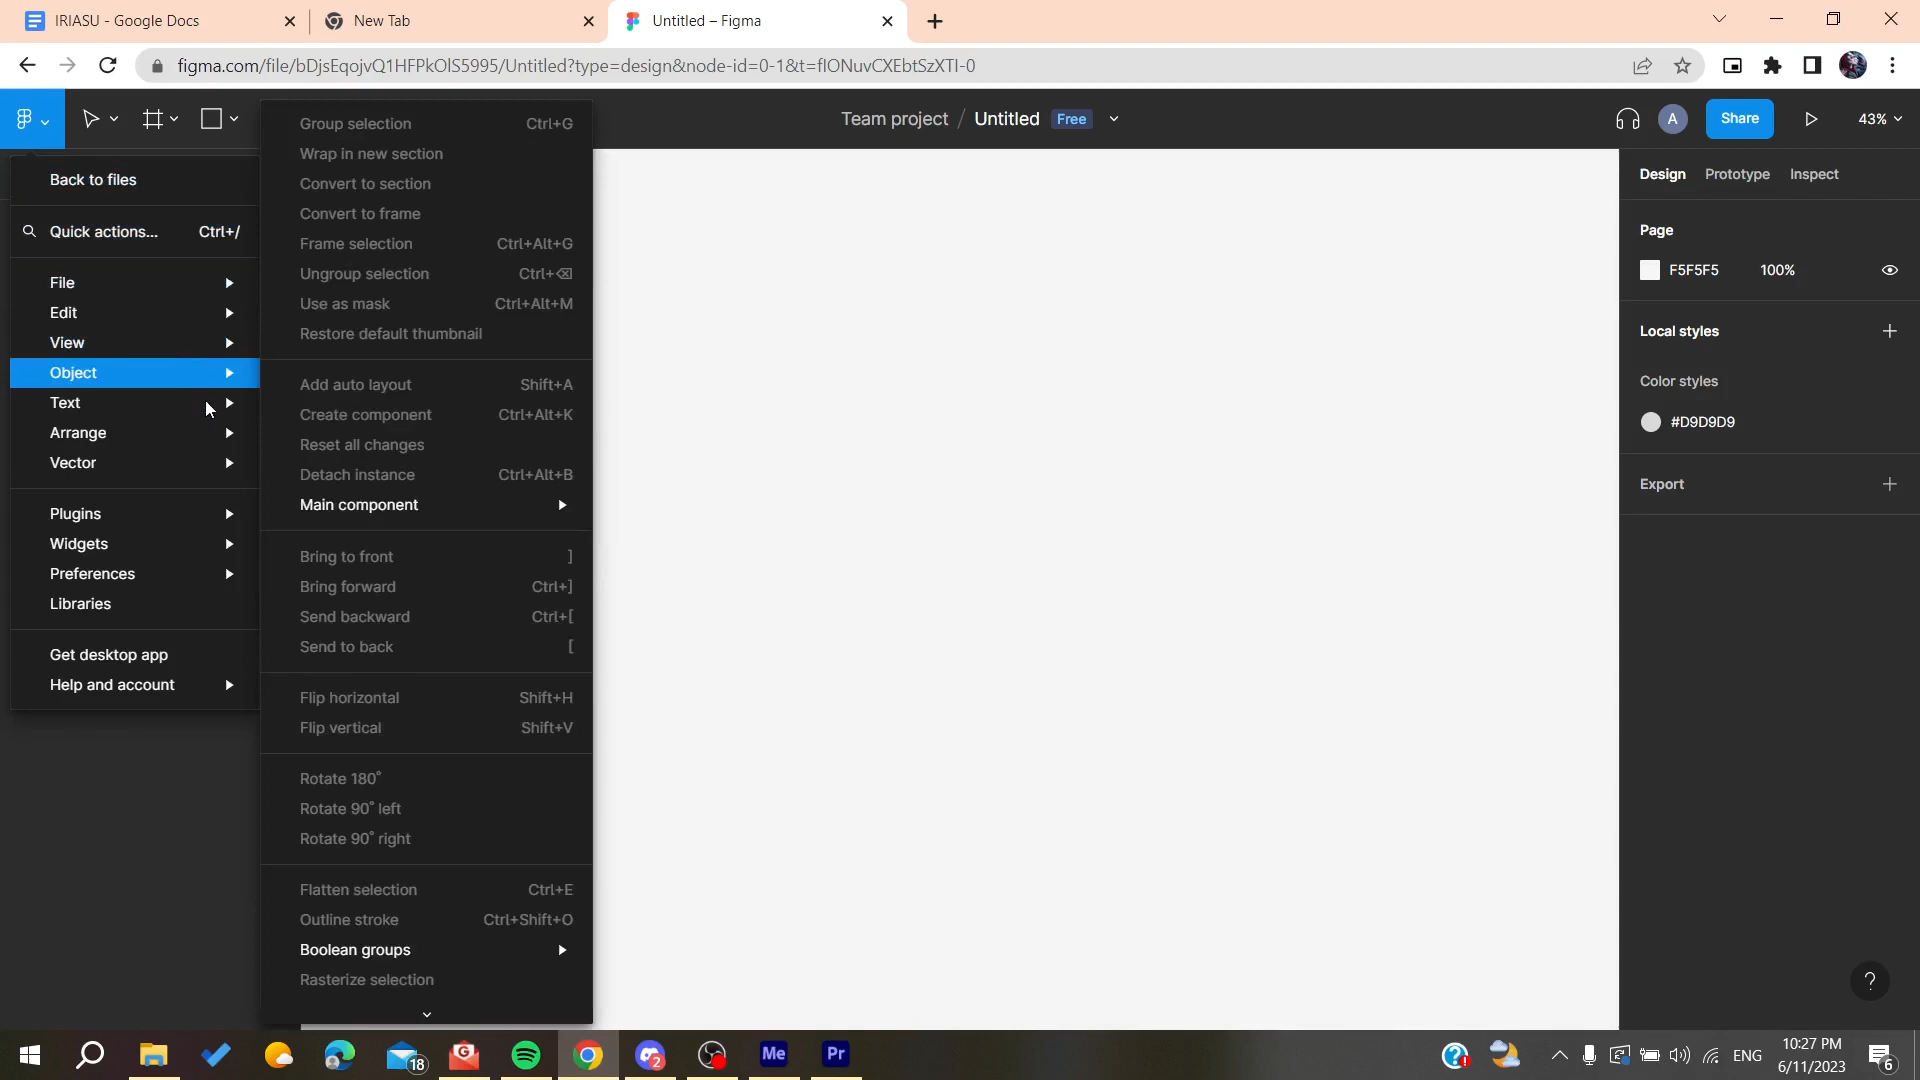 IRIASU - Google Docs
New Tab
Untitled – Figma
figma.com/file/bDjsEqojvQ1HFPkOlS5995/Untitled?type=design&node-id=0-1&t=flONuvCXEbtSzXTI-0
Team project / Untitled Free
A
Share
43%
Back to files
Quick actions... Ctrl+/
File
Edit
View
Object
Text
Arrange
Vector
Plugins
Widgets
Preferences
Libraries
Get desktop app
Help and account
Group selection Ctrl+G
Wrap in new section
Convert to section
Convert to frame
Frame selection Ctrl+Alt+G
Ungroup selection Ctrl+⌫
Use as mask Ctrl+Alt+M
Restore default thumbnail
Add auto layout Shift+A
Create component Ctrl+Alt+K
Reset all changes
Detach instance Ctrl+Alt+B
Main component
Bring to front ]
Bring forward Ctrl+]
Send backward Ctrl+[
Send to back [
Flip horizontal Shift+H
Flip vertical Shift+V
Rotate 180°
Rotate 90° left
Rotate 90° right
Flatten selection Ctrl+E
Outline stroke Ctrl+Shift+O
Boolean groups
Rasterize selection
Design Prototype Inspect
Page
F5F5F5 100%
Local styles
Color styles
#D9D9D9
Export
?
18
G
2
Me
Pr
ENG
10:27 PM
6/11/2023
6